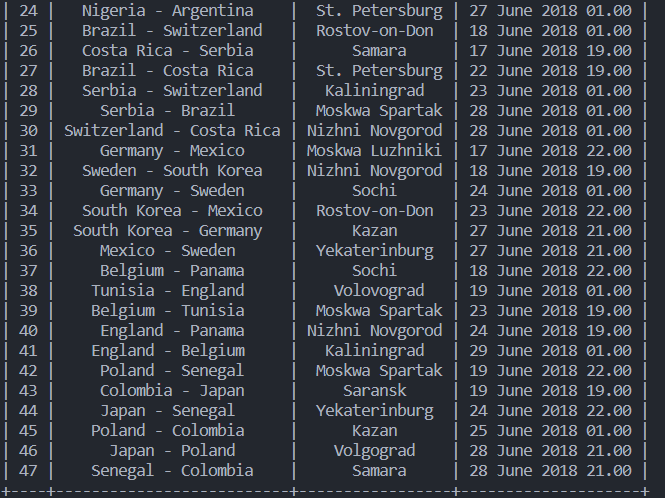 | 24 | Nigeria - Argentina | St. Petersburg | 27 June 2018 01.00 |
| 25 | Brazil - Switzerland | Rostov-on-Don | 18 June 2018 01.00 |
| 26 | Costa Rica - Serbia | Samara | 17 June 2018 19.00 |
| 27 | Brazil - Costa Rica | St. Petersburg | 22 June 2018 19.00 |
| 28 | Serbia - Switzerland | Kaliningrad | 23 June 2018 01.00 |
| 29 | Serbia - Brazil | Moskwa Spartak | 28 June 2018 01.00 |
| 30 | Switzerland - Costa Rica | Nizhni Novgorod | 28 June 2018 01.00 |
| 31 | Germany - Mexico | Moskwa Luzhniki | 17 June 2018 22.00 |
| 32 | Sweden - South Korea | Nizhni Novgorod | 18 June 2018 19.00 |
| 33 | Germany - Sweden | Sochi | 24 June 2018 01.00 |
| 34 | South Korea - Mexico | Rostov-on-Don | 23 June 2018 22.00 |
| 35 | South Korea - Germany | Kazan | 27 June 2018 21.00 |
| 36 | Mexico - Sweden | Yekaterinburg | 27 June 2018 21.00 |
| 37 | Belgium - Panama | Sochi | 18 June 2018 22.00 |
| 38 | Tunisia - England | Volovograd | 19 June 2018 01.00 |
| 39 | Belgium - Tunisia | Moskwa Spartak | 23 June 2018 19.00 |
| 40 | England - Panama | Nizhni Novgorod | 24 June 2018 19.00 |
| 41 | England - Belgium | Kaliningrad | 29 June 2018 01.00 |
| 42 | Poland - Senegal | Moskwa Spartak | 19 June 2018 22.00 |
| 43 | Colombia - Japan | Saransk | 19 June 2018 19.00 |
| 44 | Japan - Senegal | Yekaterinburg | 24 June 2018 22.00 |
| 45 | Poland - Colombia | Kazan | 25 June 2018 01.00 |
| 46 | Japan - Poland | Volgograd | 28 June 2018 21.00 |
| 47 | Senegal - Colombia | Samara | 28 June 2018 21.00 |